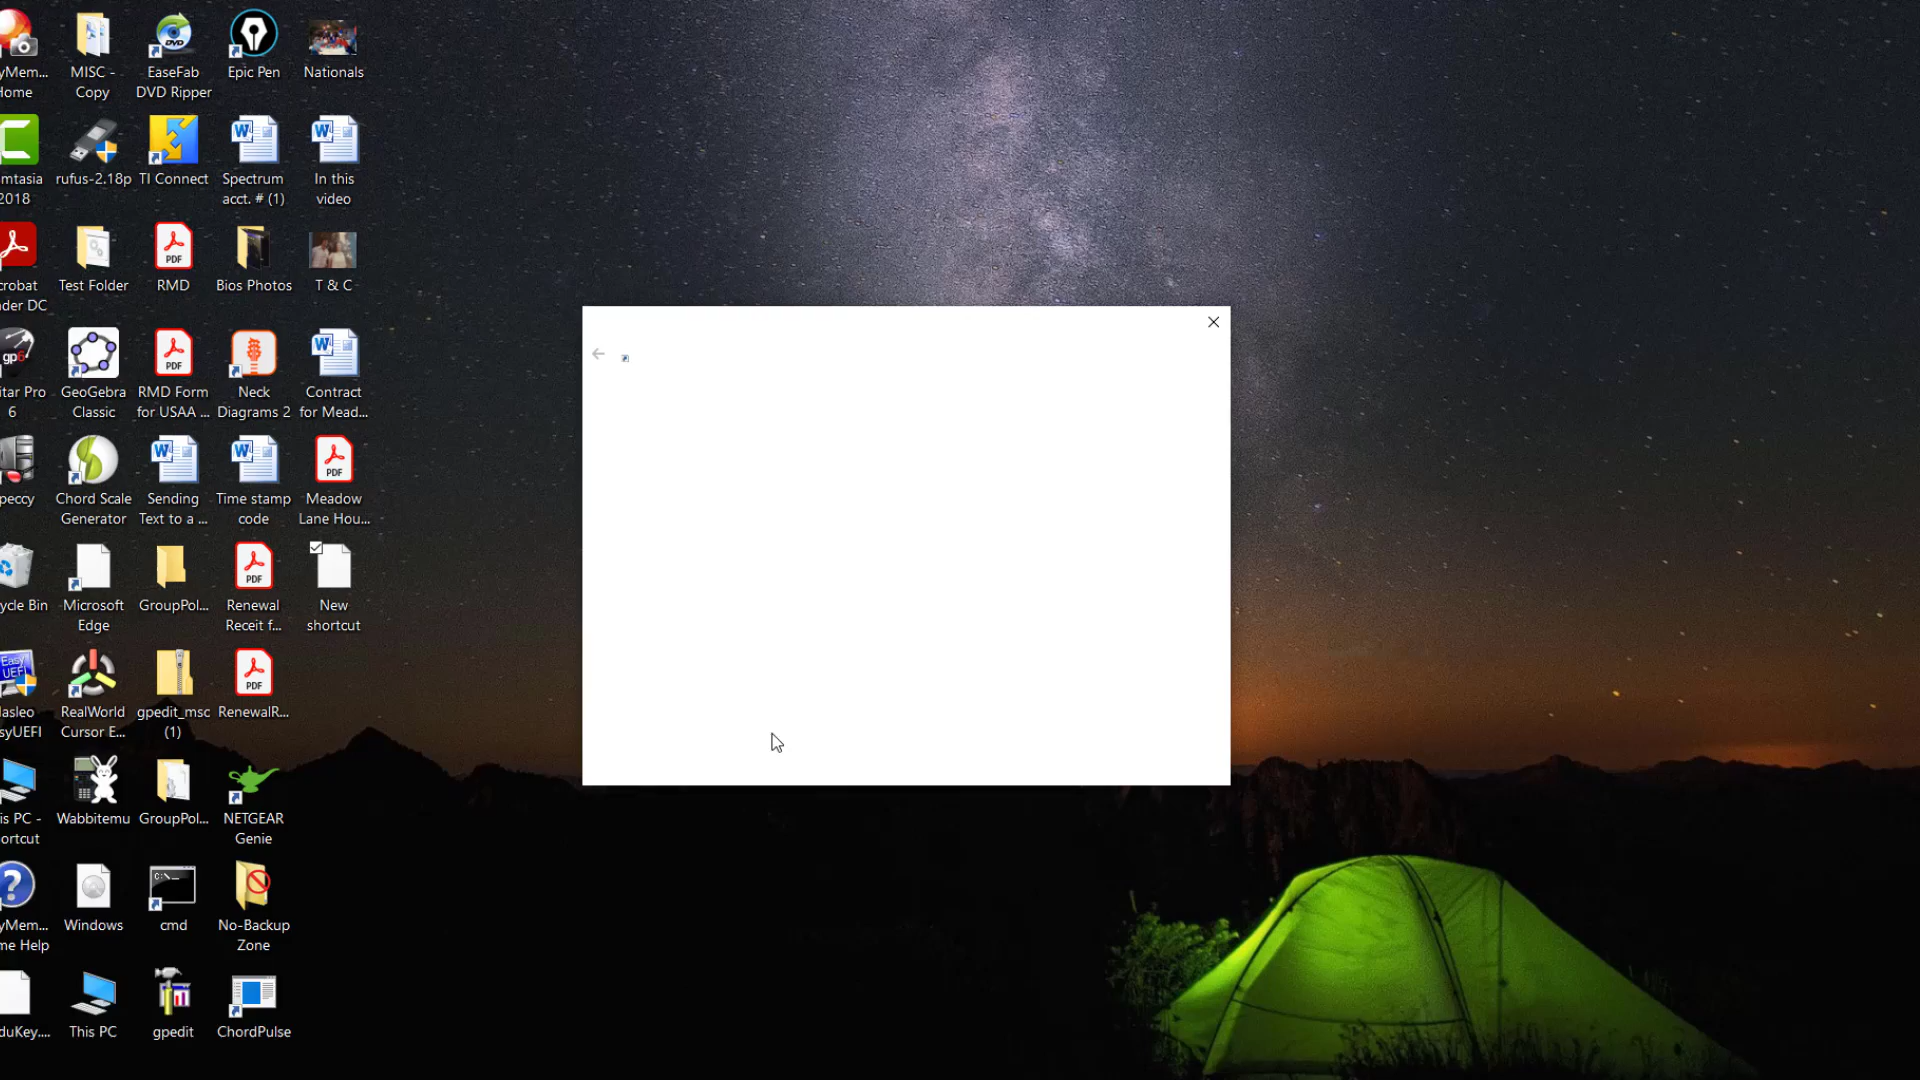 yMem...
Home
MISC -
Copy
EaseFab
DVD Ripper
Epic Pen
Nationals
mtasia
2018
rufus-2.18p
TI Connect
Spectrum
acct. # (1)
In this
video
crobat
der DC
Test Folder
RMD
Bios Photos
T & C
itar Pro
6
GeoGebra
Classic
RMD Form
for USAA ...
Neck
Diagrams 2
Contract
for Mead...
peccy
Chord Scale
Generator
Sending
Text to a ...
Time stamp
code
Meadow
Lane Hou...
ycle Bin
Microsoft
Edge
GroupPol...
Renewal
Receit f...
New
shortcut
asleo
syUEFI
RealWorld
Cursor E...
gpedit_msc
(1)
RenewalR...
is PC -
ortcut
Wabbitemu
GroupPol...
NETGEAR
Genie
yMem...
me Help
Windows
cmd
No-Backup
Zone
duKey....
This PC
gpedit
ChordPulse